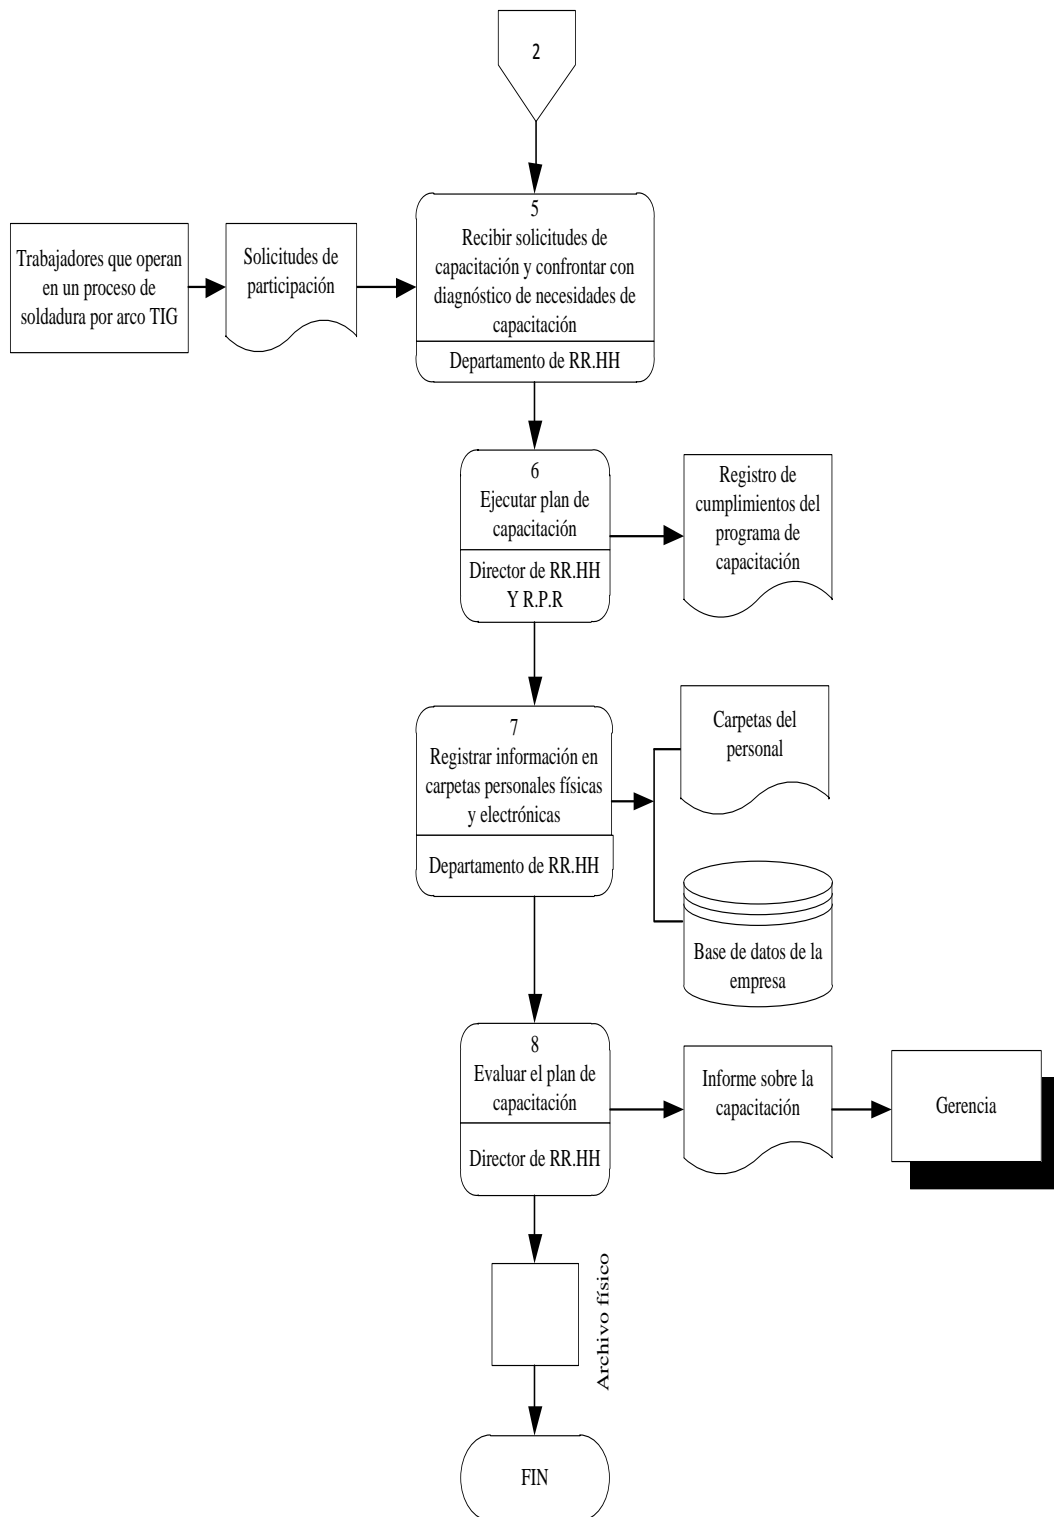 2
5
Recibir solicitudes de
capacitación y confrontar con
diagnóstico de necesidades de
capacitación
Departamento de RR.HH
Trabajadores que operan
en un proceso de
soldadura por arco TIG
Solicitudes de
participación
6
Ejecutar plan de
capacitación
Director de RR.HH
Y R.P.R
Registro de
cumplimientos del
programa de
capacitación
7
Registrar información en
carpetas personales físicas
y electrónicas
Departamento de RR.HH
Carpetas del
personal
Base de datos de la
empresa
8
Evaluar el plan de
capacitación
Director de RR.HH
Informe sobre la
capacitación
Gerencia
Archivo físico
FIN